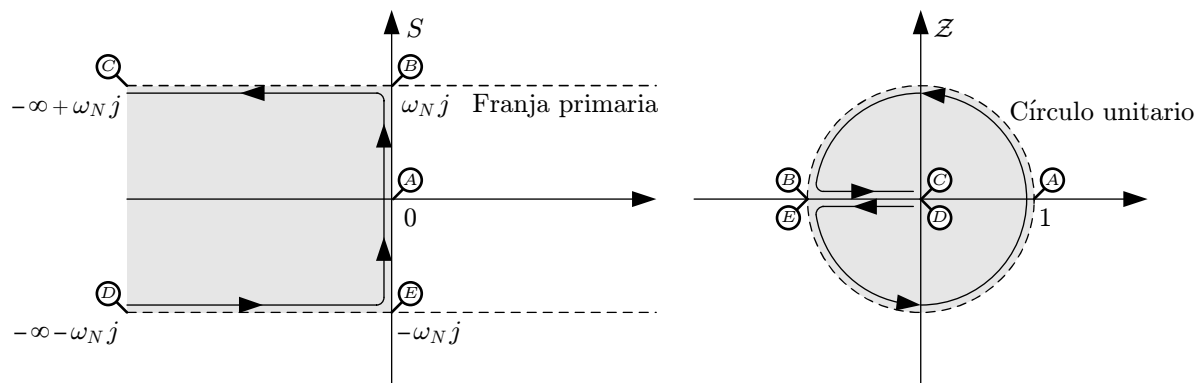 S
C
B
−∞ + ω_N j
ω_N j
Franja primaria
A
0
D
E
−∞ − ω_N j
−ω_N j
Z
Círculo unitario
B
C
A
E
D
1